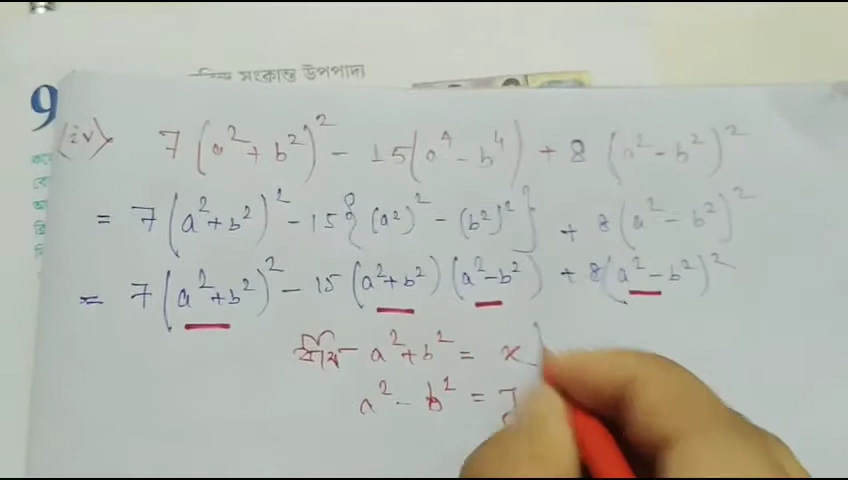 সংক্রান্ত উপপাদ্য
9
(iv) 7(a² + b²)² - 15(a⁴ - b⁴) + 8(a² - b²)²
= 7(a² + b²)² - 15{(a²)² - (b²)²} + 8(a² - b²)²
= 7(a² + b²)² - 15(a² + b²)(a² - b²) + 8(a² - b²)²
a² + b² = x
a² - b² =